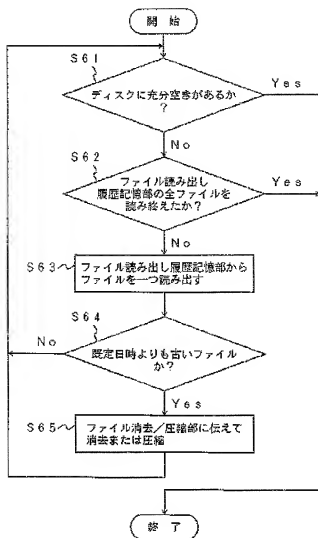 開始
S61
ディスクに充分空きがあるか
?
Yes
No
S62
ファイル読み出し
履歴記憶部の全ファイルを
読み終えたか?
Yes
No
S63
ファイル読み出し履歴記憶部から
ファイルを一つ読み出す
S64
No
既定日時よりも古いファイル
か?
Yes
S65
ファイル消去/圧縮部に伝えて
消去または圧縮
終了